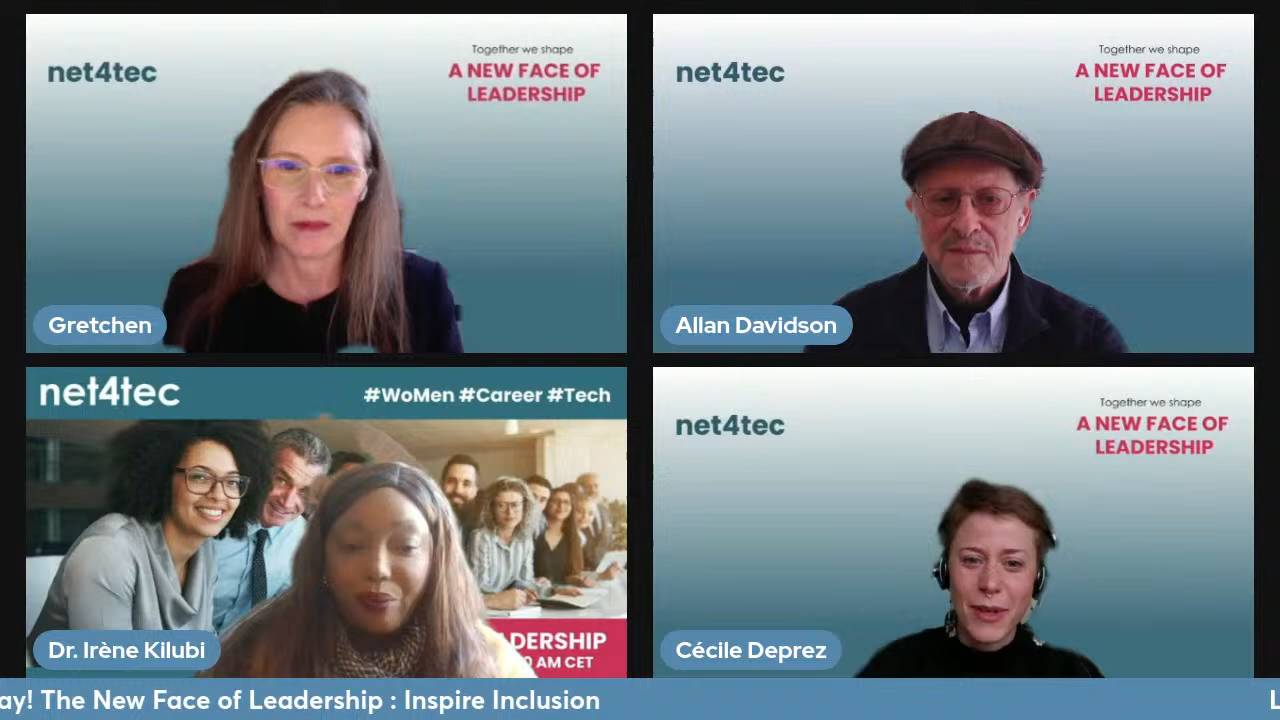 net4tec
Together we shape
A NEW FACE OF
LEADERSHIP
Gretchen
net4tec
Together we shape
A NEW FACE OF
LEADERSHIP
Allan Davidson
net4tec
#WoMen #Career #Tech
ADERSHIP
0 AM CET
Dr. Irène Kilubi
net4tec
Together we shape
A NEW FACE OF
LEADERSHIP
Cécile Deprez
ay! The New Face of Leadership : Inspire Inclusion
L